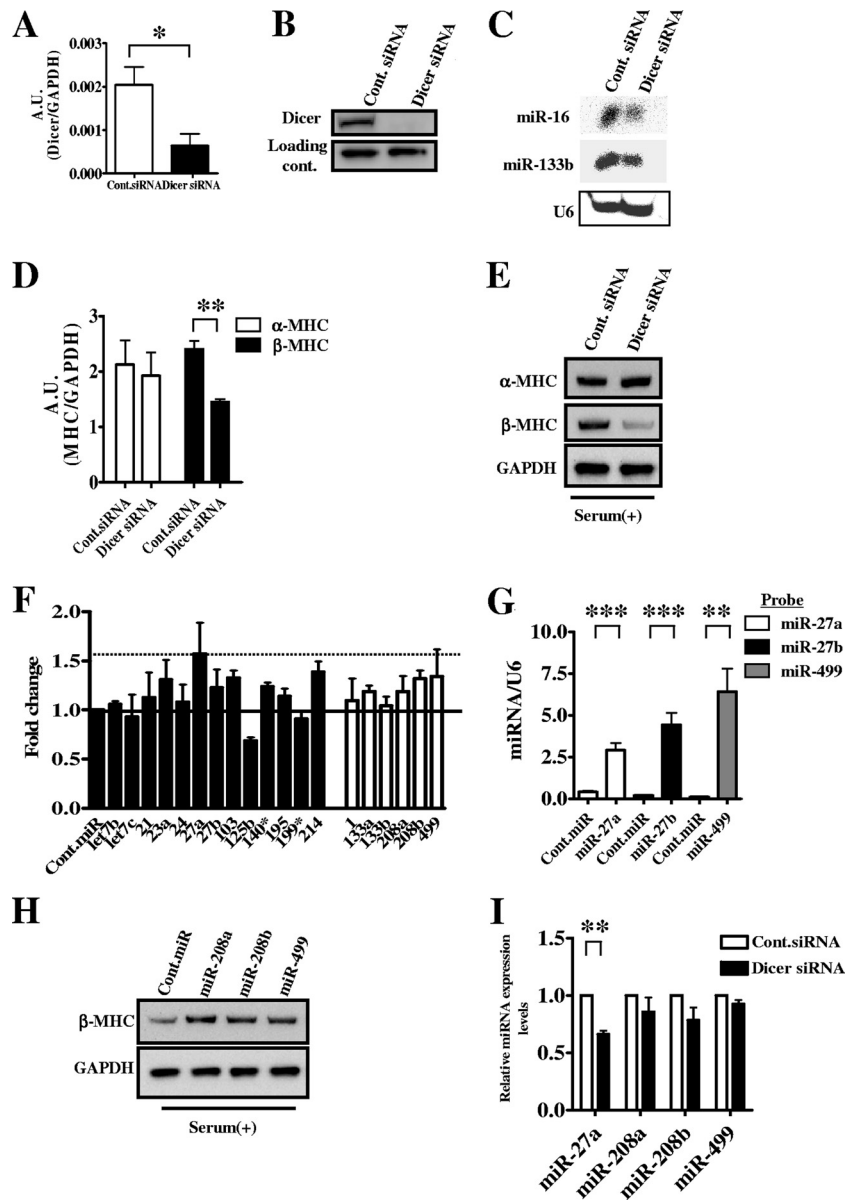 A
A.U.
(Dicer/GAPDH)
0.003
0.002
0.001
0.000
*
Cont.siRNA
Dicer siRNA
B
Cont. siRNA
Dicer siRNA
Dicer
Loading
cont.
C
Cont. siRNA
Dicer siRNA
miR-16
miR-133b
U6
D
A.U.
(MHC/GAPDH)
3
2
1
0
**
α-MHC
β-MHC
Cont.siRNA
Dicer siRNA
Cont.siRNA
Dicer siRNA
E
Cont. siRNA
Dicer siRNA
α-MHC
β-MHC
GAPDH
Serum(+)
F
Fold change
2.0
1.5
1.0
0.5
0.0
Cont.miR
let7b
let7c
21
23a
24
27a
27b
103
125b
140*
195
199*
214
1
133a
133b
208a
208b
499
G
miRNA/U6
10.0
7.5
5.0
2.5
0.0
***
***
**
Probe
miR-27a
miR-27b
miR-499
Cont.miR
miR-27a
Cont.miR
miR-27b
Cont.miR
miR-499
H
Cont.miR
miR-208a
miR-208b
miR-499
β-MHC
GAPDH
Serum(+)
I
Relative miRNA expression
levels
1.5
1.0
0.5
0.0
**
Cont.siRNA
Dicer siRNA
miR-27a
miR-208a
miR-208b
miR-499